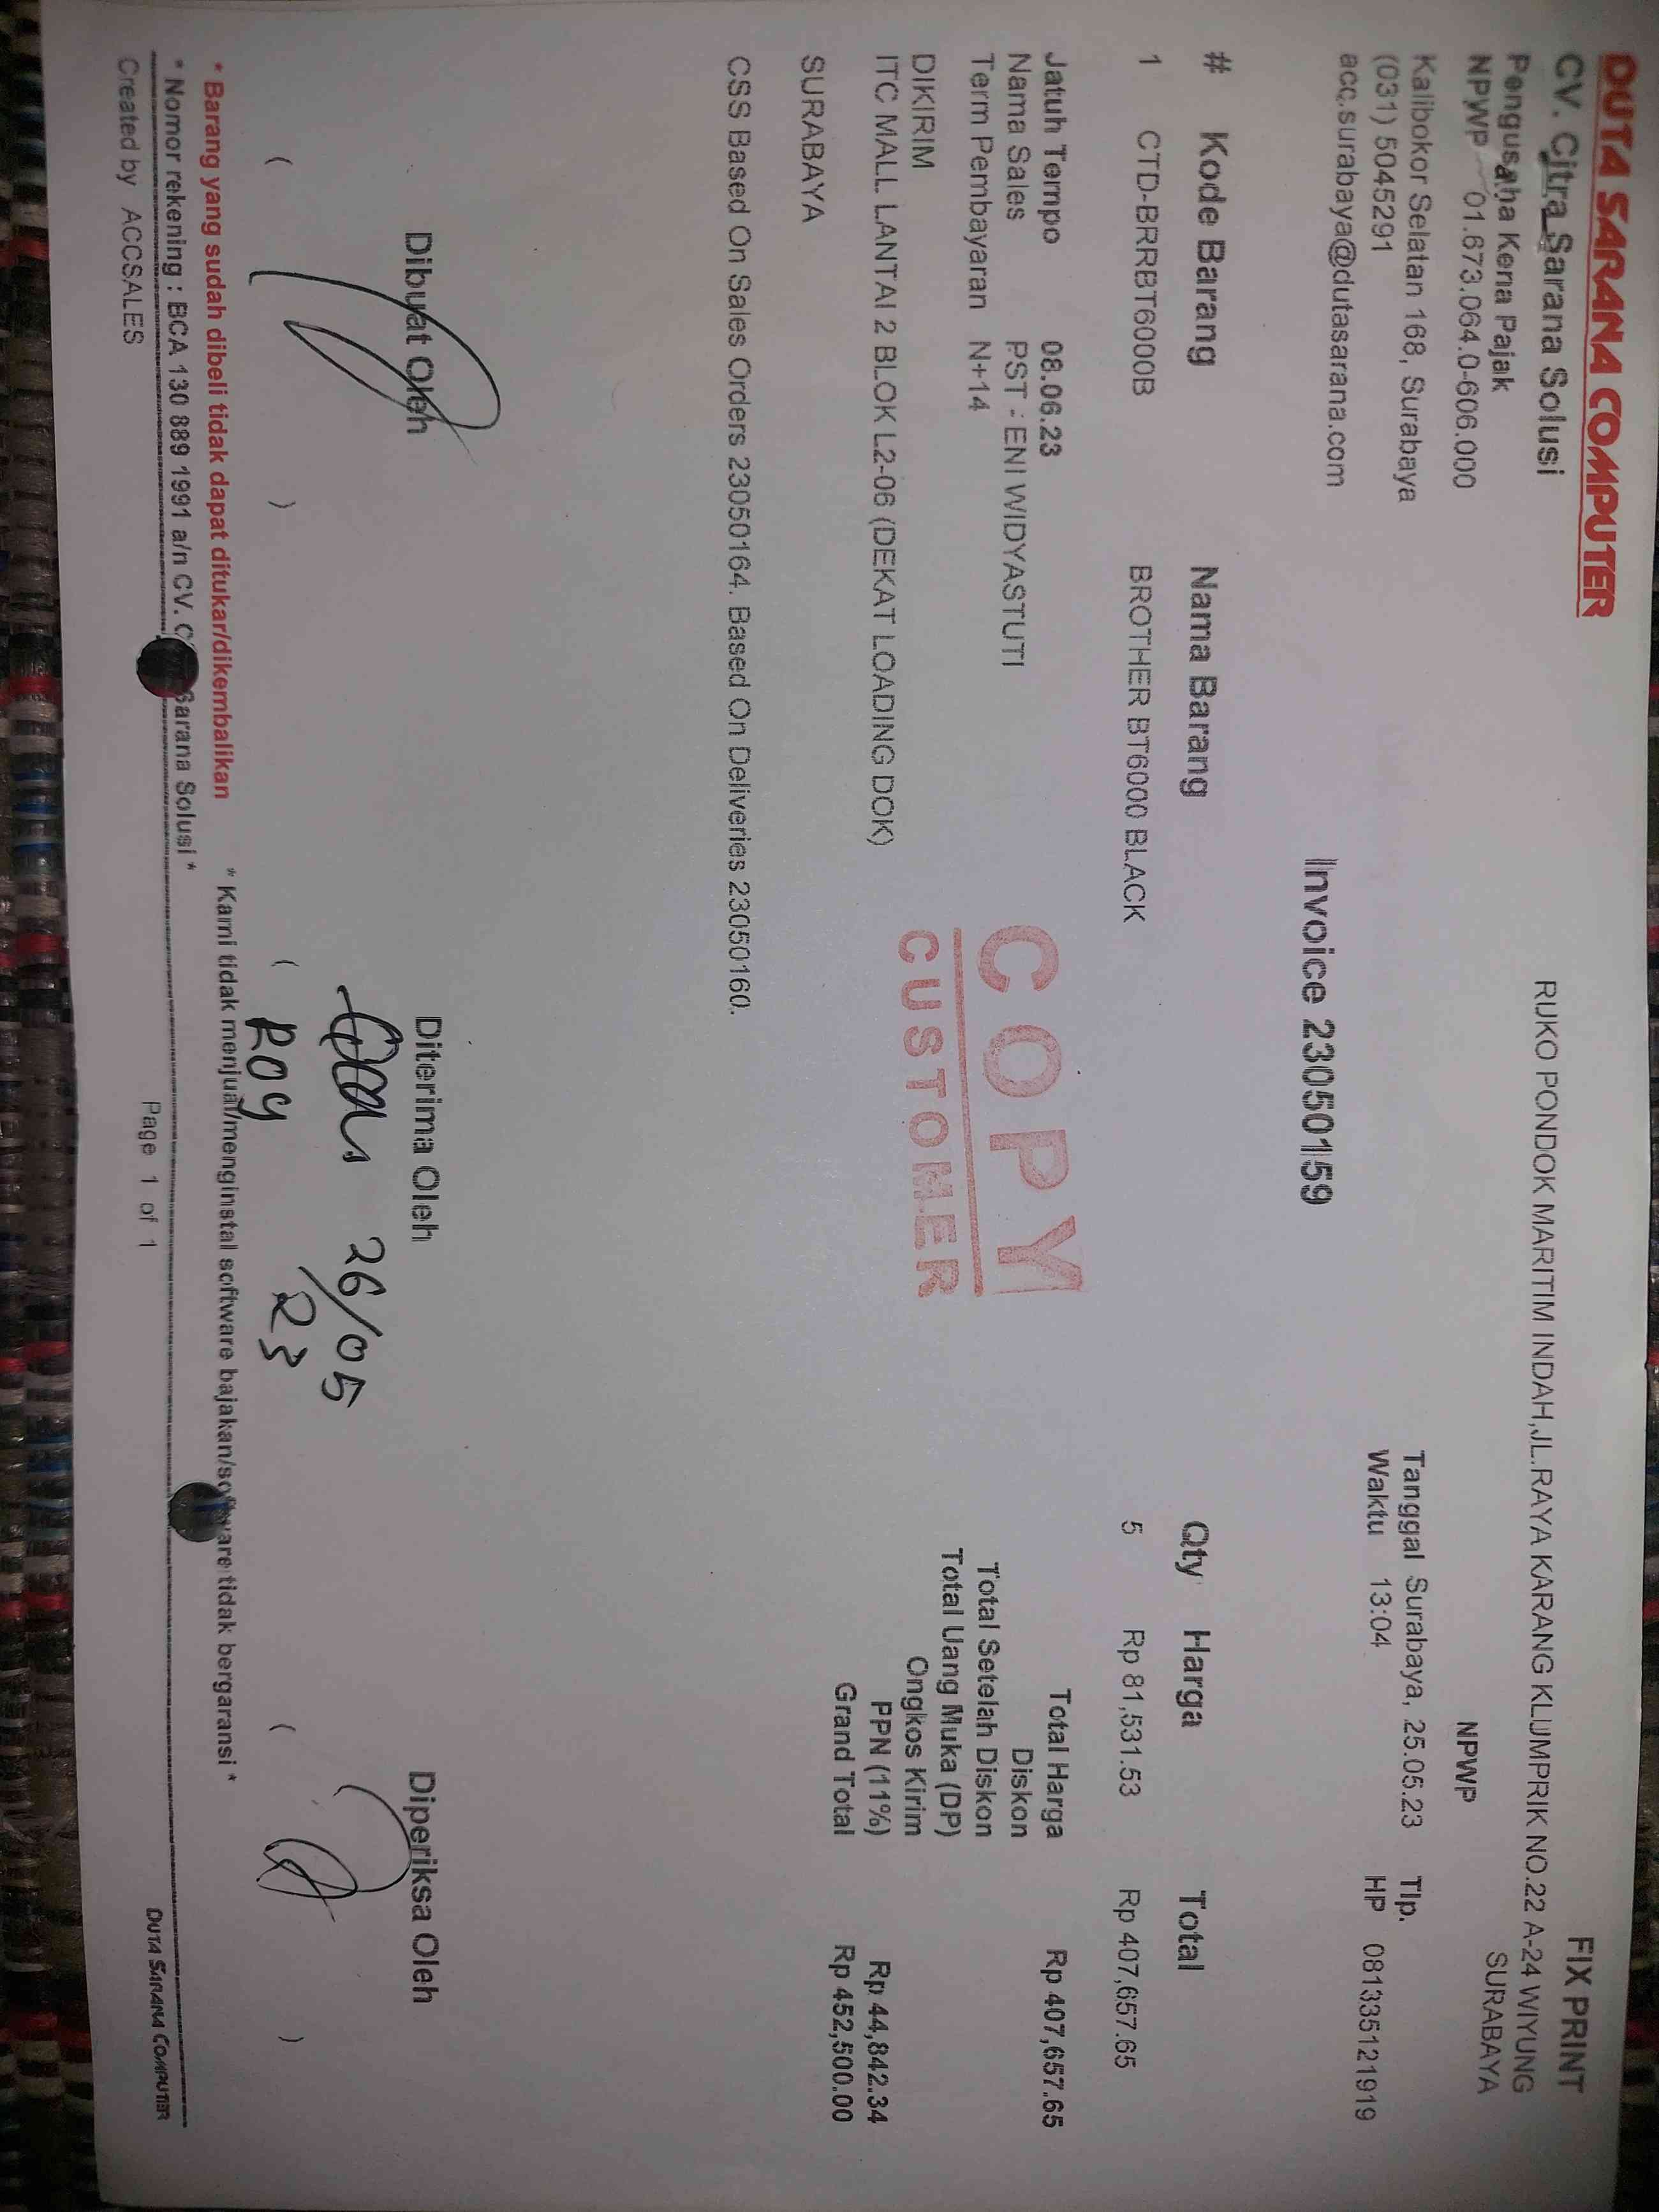 DUTA SARANA COMPUTER
CV. Citra Sarana Solusi
Pengusaha Kena Pajak
NPWP 01.673.064.0-606.000
Kalibokor Selatan 168, Surabaya
(031) 5045291
acc.surabaya@dutasarana.com
FIX PRINT
RUKO PONDOK MARITIM INDAH,JL.RAYA KARANG KLUMPRIK NO.22 A-24 WIYUNG
SURABAYA
NPWP
Tanggal Surabaya, 25.05.23 Tlp.
Waktu 13:04 HP 081335121919
Invoice 23050159
# Kode Barang Nama Barang Qty Harga Total
1 CTD-BRRBT6000B BROTHER BT6000 BLACK 5 Rp 81,531.53 Rp 407,657.65
Jatuh Tempo 08.06.23
Nama Sales PST - ENI WIDYASTUTI
Term Pembayaran N+14
DIKIRIM
ITC MALL LANTAI 2 BLOK L2-06 (DEKAT LOADING DOK)
SURABAYA
COPY
CUSTOMER
Total Harga Rp 407,657.65
Diskon
Total Setelah Diskon
Total Uang Muka (DP)
Ongkos Kirim
PPN (11%) Rp 44,842.34
Grand Total Rp 452,500.00
CSS Based On Sales Orders 23050164. Based On Deliveries 23050160.
Dibuat Oleh Diterima Oleh Diperiksa Oleh
26/05
23
( ) ( ROY ( )
* Barang yang sudah dibeli tidak dapat ditukar/dikembalikan * Kami tidak menjual/menginstal software bajakan/software tidak bergaransi *
* Nomor rekening : BCA 130 889 1991 a/n CV. Sarana Solusi *
Created by ACCSALES Page 1 of 1 DUTA SARANA COMPUTER